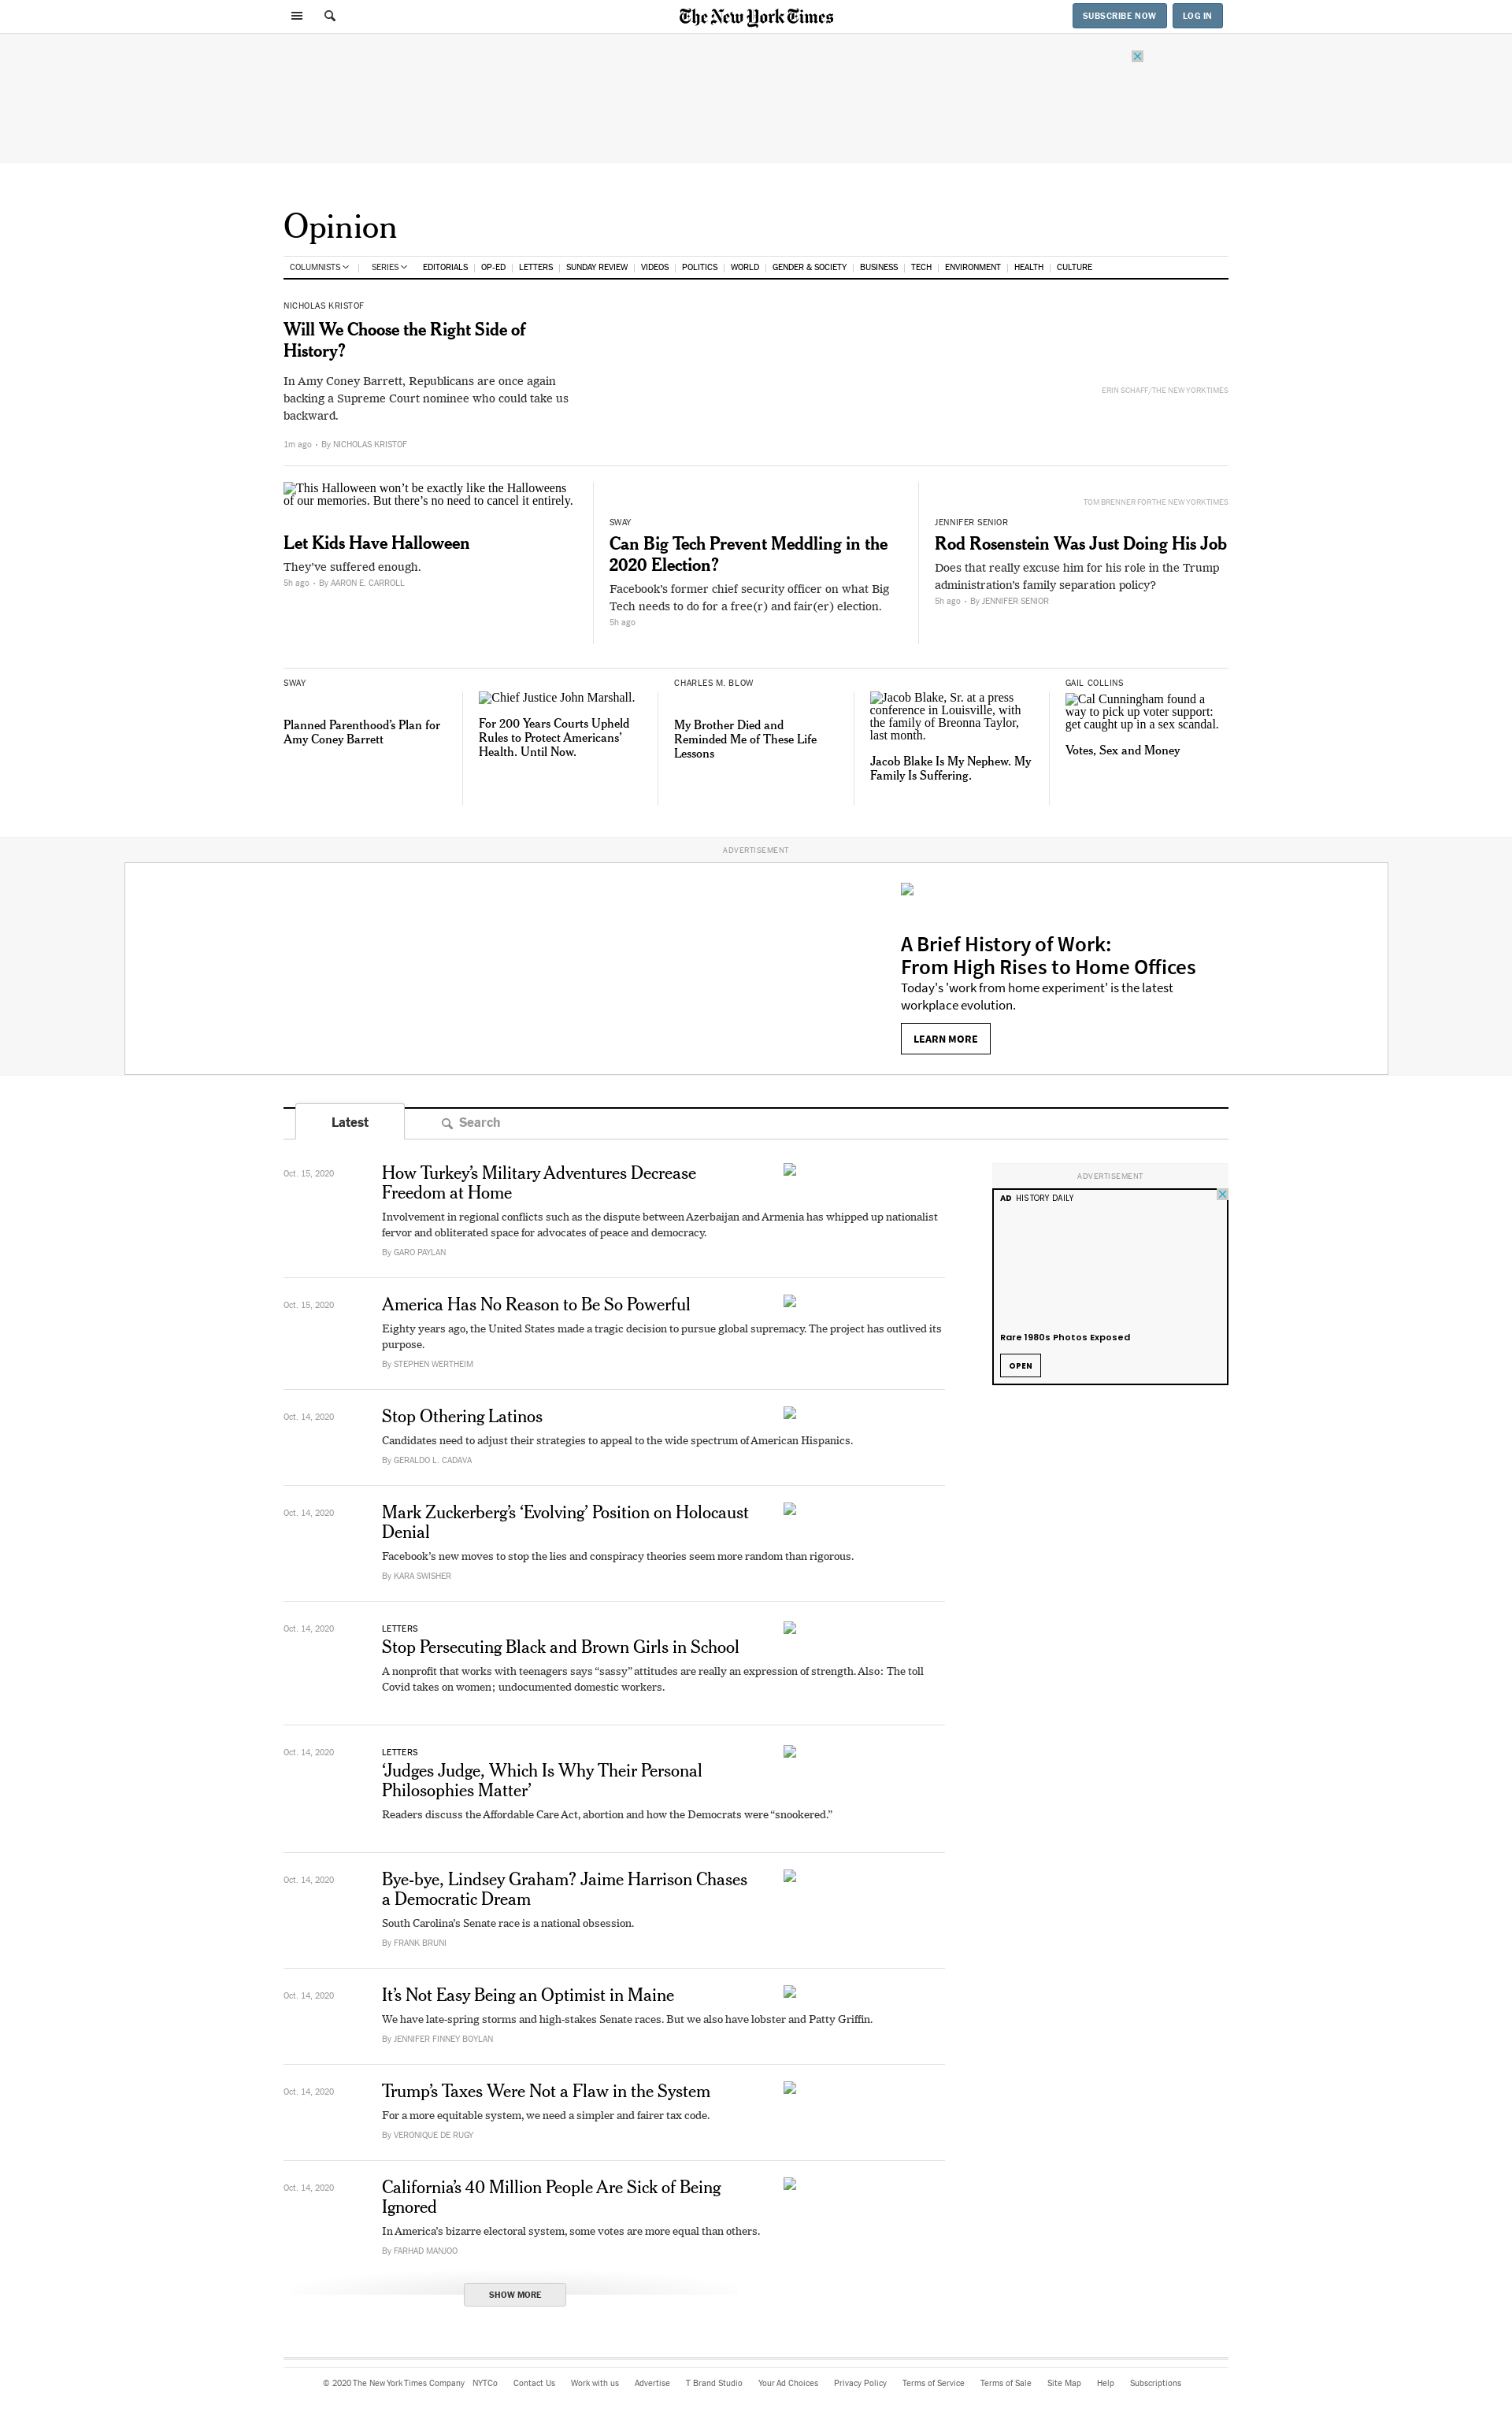 The New York Times
SUBSCRIBE NOW
LOG IN
Opinion
COLUMNISTS
SERIES
EDITORIALS
OP-ED
LETTERS
SUNDAY REVIEW
VIDEOS
POLITICS
WORLD
GENDER & SOCIETY
BUSINESS
TECH
ENVIRONMENT
HEALTH
CULTURE
NICHOLAS KRISTOF
Will We Choose the Right Side of
History?
In Amy Coney Barrett, Republicans are once again
backing a Supreme Court nominee who could take us
backward.
1m ago • By NICHOLAS KRISTOF
ERIN SCHAFF/THE NEW YORK TIMES
This Halloween won’t be exactly like the Halloweens
of our memories. But there’s no need to cancel it entirely.
Let Kids Have Halloween
They’ve suffered enough.
5h ago • By AARON E. CARROLL
SWAY
Can Big Tech Prevent Meddling in the
2020 Election?
Facebook’s former chief security officer on what Big
Tech needs to do for a free(r) and fair(er) election.
5h ago
TOM BRENNER FOR THE NEW YORK TIMES
JENNIFER SENIOR
Rod Rosenstein Was Just Doing His Job
Does that really excuse him for his role in the Trump
administration’s family separation policy?
5h ago • By JENNIFER SENIOR
SWAY
Planned Parenthood’s Plan for
Amy Coney Barrett
Chief Justice John Marshall.
For 200 Years Courts Upheld
Rules to Protect Americans’
Health. Until Now.
CHARLES M. BLOW
My Brother Died and
Reminded Me of These Life
Lessons
Jacob Blake, Sr. at a press
conference in Louisville, with
the family of Breonna Taylor,
last month.
Jacob Blake Is My Nephew. My
Family Is Suffering.
GAIL COLLINS
Cal Cunningham found a
way to pick up voter support:
get caught up in a sex scandal.
Votes, Sex and Money
ADVERTISEMENT
A Brief History of Work:
From High Rises to Home Offices
Today's 'work from home experiment' is the latest
workplace evolution.
LEARN MORE
Latest
Search
Oct. 15, 2020
How Turkey’s Military Adventures Decrease
Freedom at Home
Involvement in regional conflicts such as the dispute between Azerbaijan and Armenia has whipped up nationalist
fervor and obliterated space for advocates of peace and democracy.
By GARO PAYLAN
ADVERTISEMENT
AD HISTORY DAILY
Rare 1980s Photos Exposed
OPEN
Oct. 15, 2020
America Has No Reason to Be So Powerful
Eighty years ago, the United States made a tragic decision to pursue global supremacy. The project has outlived its
purpose.
By STEPHEN WERTHEIM
Oct. 14, 2020
Stop Othering Latinos
Candidates need to adjust their strategies to appeal to the wide spectrum of American Hispanics.
By GERALDO L. CADAVA
Oct. 14, 2020
Mark Zuckerberg’s ‘Evolving’ Position on Holocaust
Denial
Facebook’s new moves to stop the lies and conspiracy theories seem more random than rigorous.
By KARA SWISHER
Oct. 14, 2020
LETTERS
Stop Persecuting Black and Brown Girls in School
A nonprofit that works with teenagers says “sassy” attitudes are really an expression of strength. Also: The toll
Covid takes on women; undocumented domestic workers.
Oct. 14, 2020
LETTERS
‘Judges Judge, Which Is Why Their Personal
Philosophies Matter’
Readers discuss the Affordable Care Act, abortion and how the Democrats were “snookered.”
Oct. 14, 2020
Bye-bye, Lindsey Graham? Jaime Harrison Chases
a Democratic Dream
South Carolina’s Senate race is a national obsession.
By FRANK BRUNI
Oct. 14, 2020
It’s Not Easy Being an Optimist in Maine
We have late-spring storms and high-stakes Senate races. But we also have lobster and Patty Griffin.
By JENNIFER FINNEY BOYLAN
Oct. 14, 2020
Trump’s Taxes Were Not a Flaw in the System
For a more equitable system, we need a simpler and fairer tax code.
By VERONIQUE DE RUGY
Oct. 14, 2020
California’s 40 Million People Are Sick of Being
Ignored
In America’s bizarre electoral system, some votes are more equal than others.
By FARHAD MANJOO
SHOW MORE
© 2020 The New York Times Company
NYTCo
Contact Us
Work with us
Advertise
T Brand Studio
Your Ad Choices
Privacy Policy
Terms of Service
Terms of Sale
Site Map
Help
Subscriptions